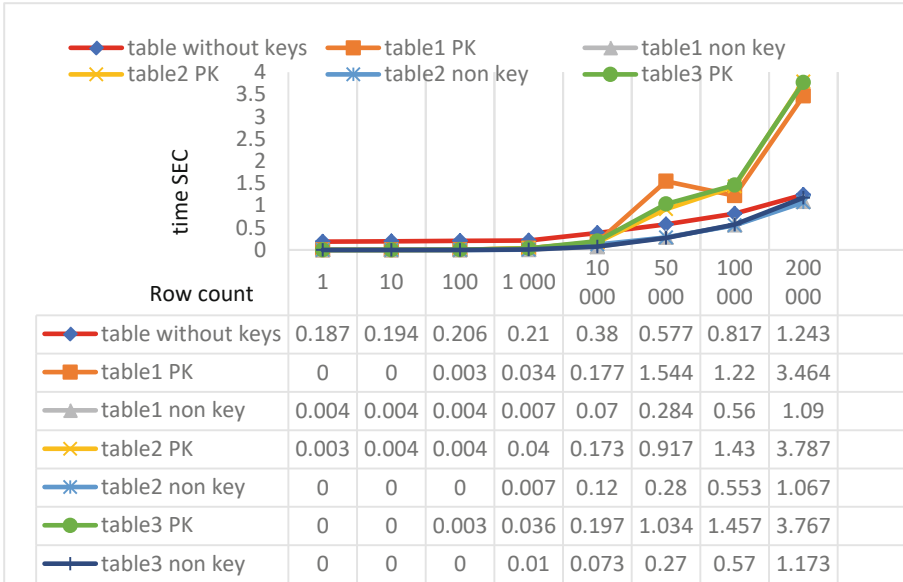 table without keys table1 PK table1 non key
table2 PK table2 non key table3 PK
4
3.5
3
2.5
2
1.5
1
0.5
0
time SEC
Row count
1 10 100 1 000 10 000 50 000 100 000 200 000
table without keys 0.187 0.194 0.206 0.21 0.38 0.577 0.817 1.243
table1 PK 0 0 0.003 0.034 0.177 1.544 1.22 3.464
table1 non key 0.004 0.004 0.004 0.007 0.07 0.284 0.56 1.09
table2 PK 0.003 0.004 0.004 0.04 0.173 0.917 1.43 3.787
table2 non key 0 0 0 0.007 0.12 0.28 0.553 1.067
table3 PK 0 0 0.003 0.036 0.197 1.034 1.457 3.767
table3 non key 0 0 0 0.01 0.073 0.27 0.57 1.173